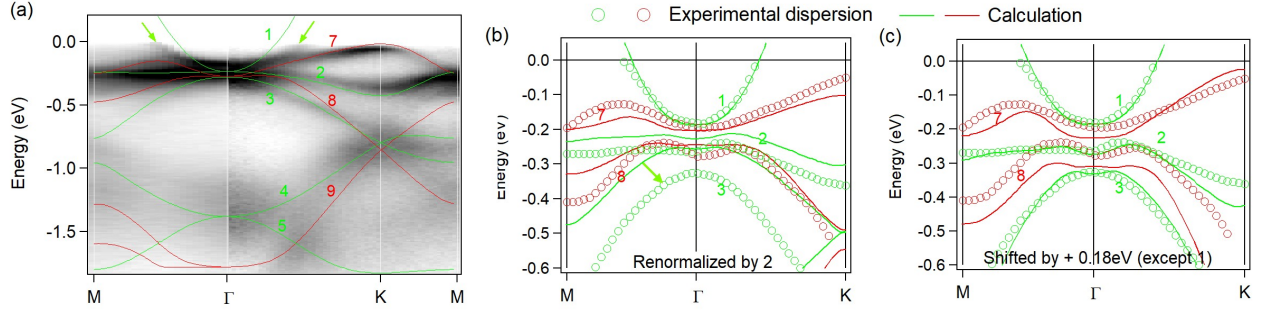 (a)
Experimental dispersion
Calculation
(b)
(c)
Energy (eV)
0.0
-0.5
-1.0
-1.5
1
7
2
3
8
4
9
5
M
Γ
K
M
Energy (eV)
0.0
-0.1
-0.2
-0.3
-0.4
-0.5
-0.6
1
7
2
8
3
Renormalized by 2
M
Γ
K
Energy (eV)
0.0
-0.1
-0.2
-0.3
-0.4
-0.5
-0.6
1
7
2
8
3
Shifted by + 0.18eV (except 1)
M
Γ
K